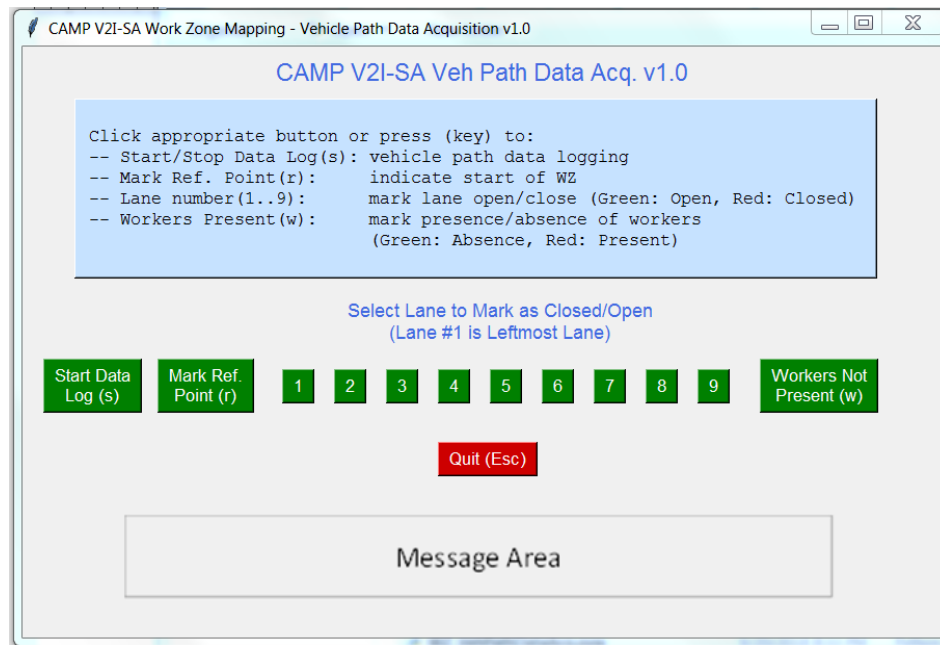 CAMP V2I-SA Work Zone Mapping - Vehicle Path Data Acquisition v1.0
CAMP V2I-SA Veh Path Data Acq. v1.0
Click appropriate button or press (key) to:
-- Start/Stop Data Log(s): vehicle path data logging
-- Mark Ref. Point(r): indicate start of WZ
-- Lane number(1..9): mark lane open/close (Green: Open, Red: Closed)
-- Workers Present(w): mark presence/absence of workers
(Green: Absence, Red: Present)
Select Lane to Mark as Closed/Open
(Lane #1 is Leftmost Lane)
Start Data
Log (s)
Mark Ref.
Point (r)
1 2 3 4 5 6 7 8 9
Workers Not
Present (w)
Quit (Esc)
Message Area